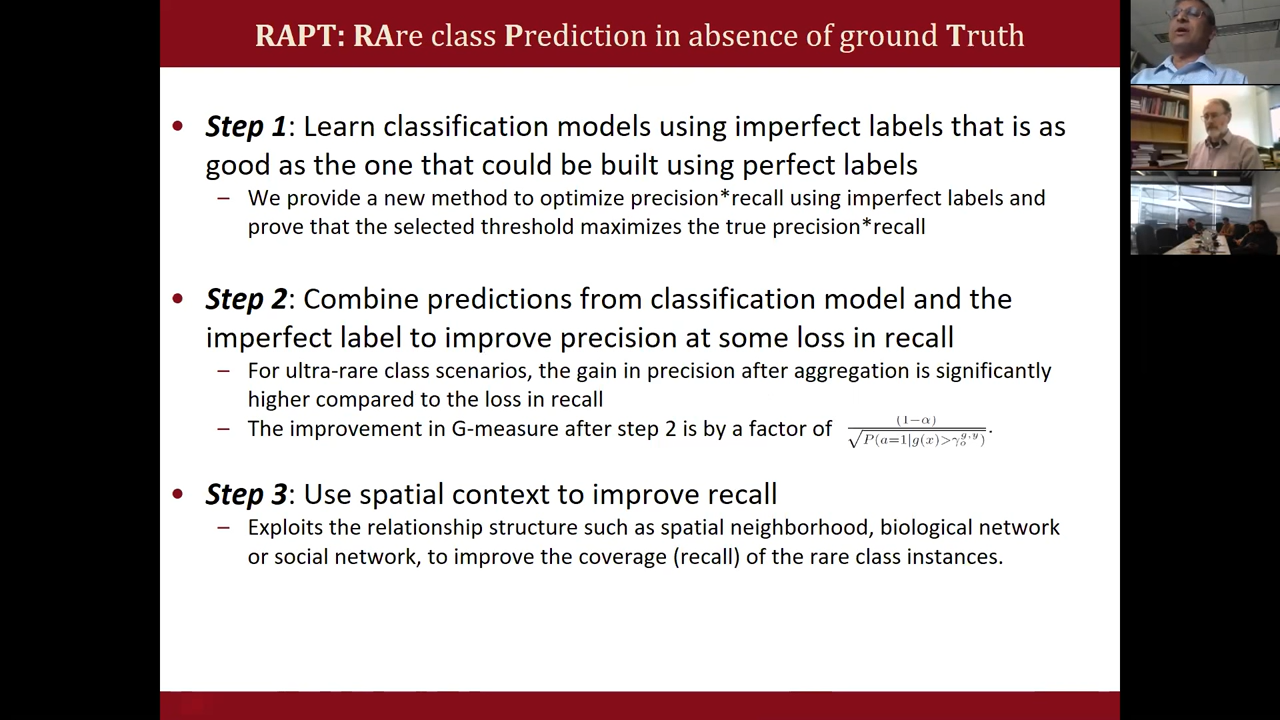 RAPT: RAre class Prediction in absence of ground Truth
• Step 1: Learn classification models using imperfect labels that is as
good as the one that could be built using perfect labels
– We provide a new method to optimize precision*recall using imperfect labels and
prove that the selected threshold maximizes the true precision*recall
• Step 2: Combine predictions from classification model and the
imperfect label to improve precision at some loss in recall
– For ultra-rare class scenarios, the gain in precision after aggregation is significantly
higher compared to the loss in recall
– The improvement in G-measure after step 2 is by a factor of (1−α) / √P(a=1|g(x)>γ_o^{g,y}).
• Step 3: Use spatial context to improve recall
– Exploits the relationship structure such as spatial neighborhood, biological network
or social network, to improve the coverage (recall) of the rare class instances.